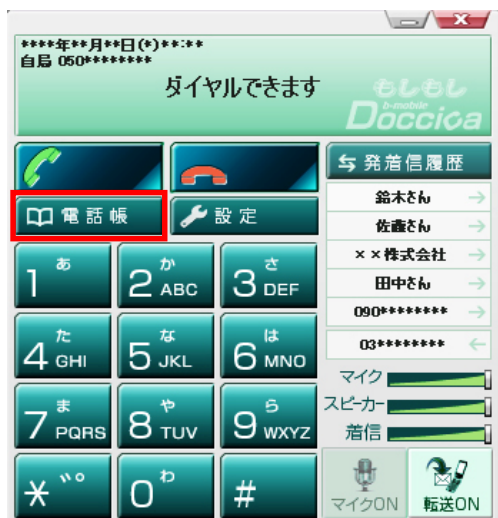 ****年**月**日(*)**:**
自局 050********
ダイヤルできます
もしもし
b-mobile
Doccica
発着信履歴
電話帳
設定
鈴木さん
佐藤さん
××株式会社
田中さん
090********
03********
1 あ
2 か ABC
3 さ DEF
4 た GHI
5 な JKL
6 は MNO
7 ま PQRS
8 や TUV
9 ら WXYZ
* ゛゜
0 わ
#
マイク
スピーカー
着信
マイクON
転送ON